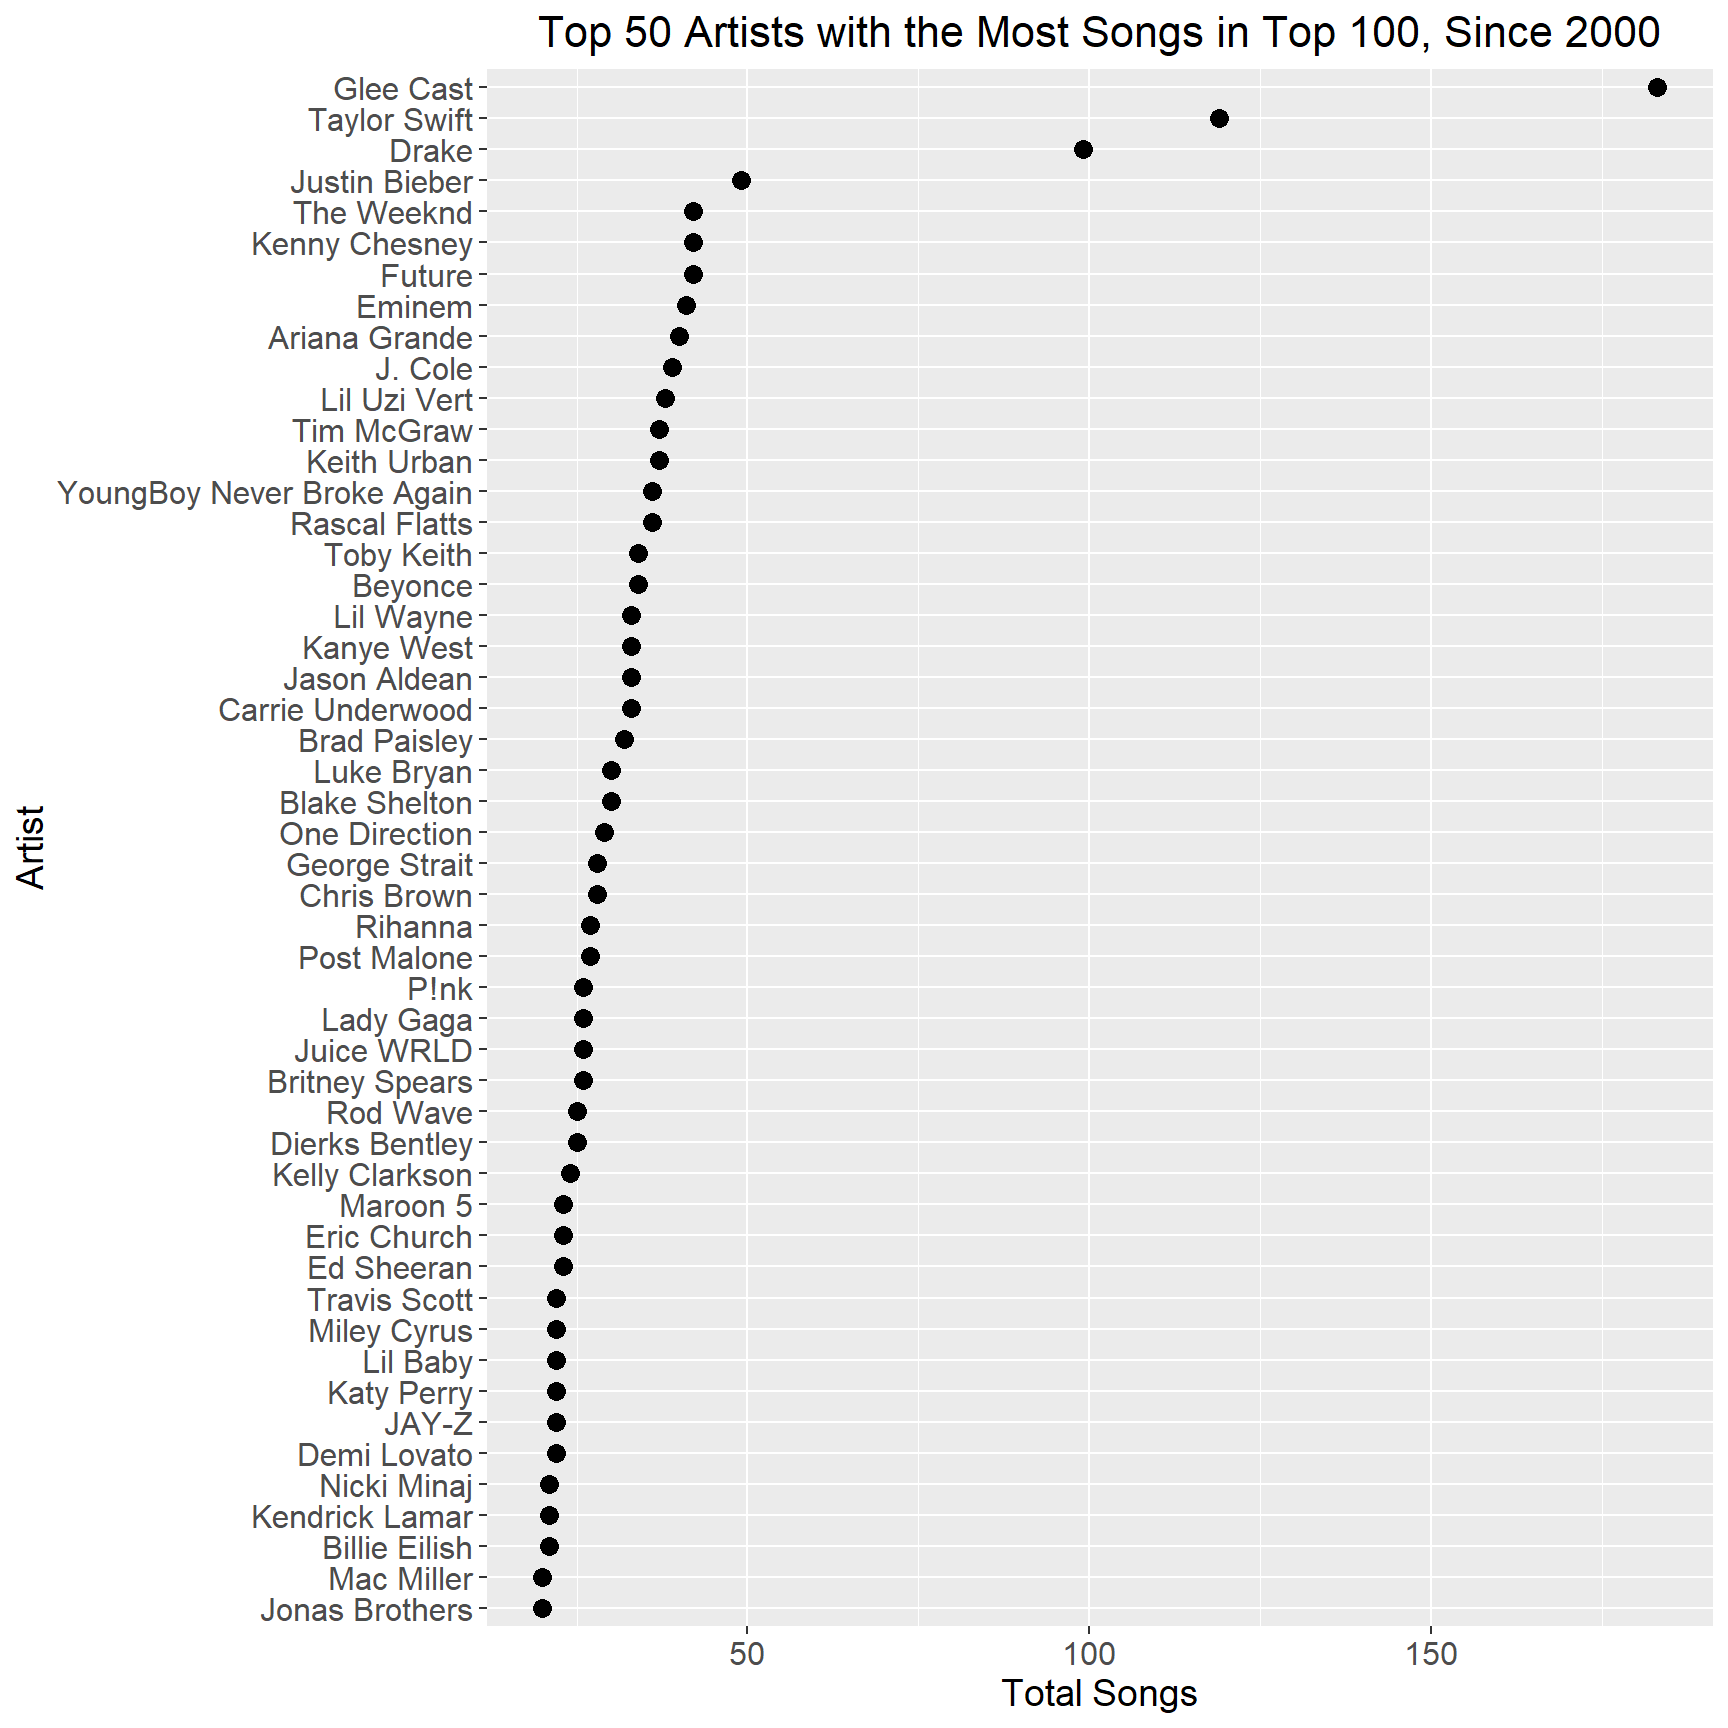 Top 50 Artists with the Most Songs in Top 100, Since 2000
Glee Cast
Taylor Swift
Drake
Justin Bieber
The Weeknd
Kenny Chesney
Future
Eminem
Ariana Grande
J. Cole
Lil Uzi Vert
Tim McGraw
Keith Urban
YoungBoy Never Broke Again
Rascal Flatts
Toby Keith
Beyonce
Lil Wayne
Kanye West
Jason Aldean
Carrie Underwood
Brad Paisley
Luke Bryan
Blake Shelton
One Direction
George Strait
Chris Brown
Rihanna
Post Malone
P!nk
Lady Gaga
Juice WRLD
Britney Spears
Rod Wave
Dierks Bentley
Kelly Clarkson
Maroon 5
Eric Church
Ed Sheeran
Travis Scott
Miley Cyrus
Lil Baby
Katy Perry
JAY-Z
Demi Lovato
Nicki Minaj
Kendrick Lamar
Billie Eilish
Mac Miller
Jonas Brothers
Artist
50 100 150
Total Songs